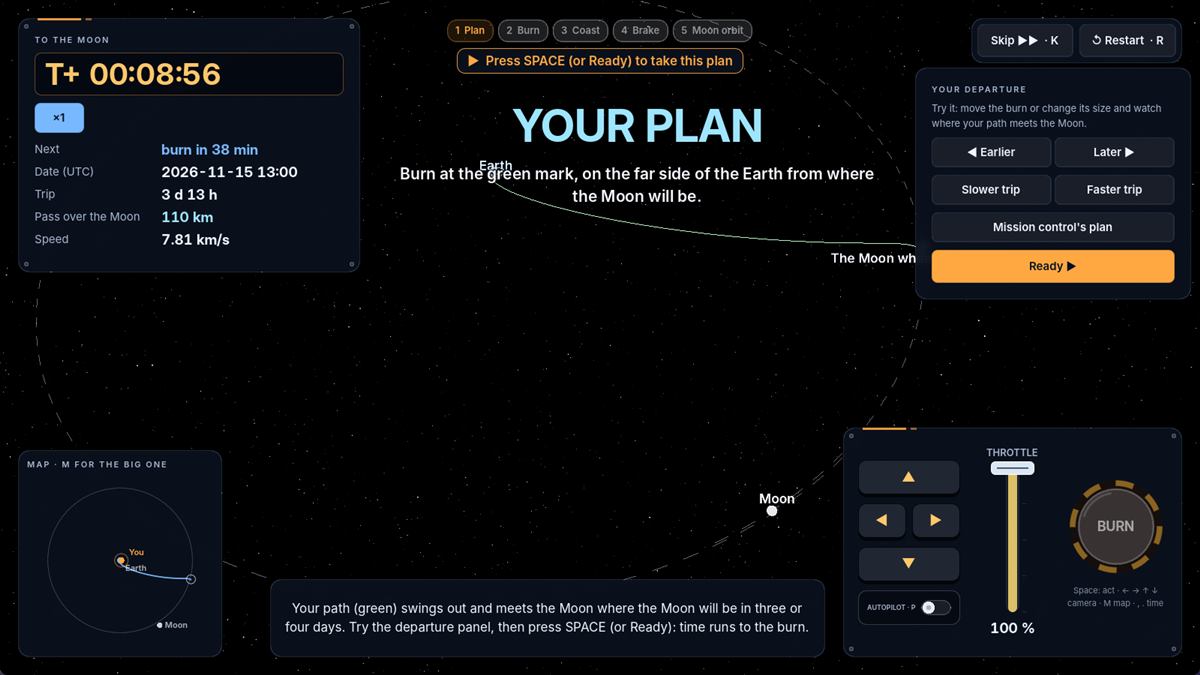 TO THE MOON
T+ 00:08:56
×1
Next burn in 38 min
Date (UTC) 2026-11-15 13:00
Trip 3 d 13 h
Pass over the Moon 110 km
Speed 7.81 km/s
1 Plan
2 Burn
3 Coast
4 Brake
5 Moon orbit
▶ Press SPACE (or Ready) to take this plan
YOUR PLAN
Earth
Burn at the green mark, on the far side of the Earth from where
the Moon will be.
The Moon wh
Skip ▶▶ · K
↺ Restart · R
YOUR DEPARTURE
Try it: move the burn or change its size and watch
where your path meets the Moon.
◀ Earlier
Later ▶
Slower trip
Faster trip
Mission control's plan
Ready ▶
MAP · M FOR THE BIG ONE
You
Earth
Moon
Moon
Your path (green) swings out and meets the Moon where the Moon will be in three or
four days. Try the departure panel, then press SPACE (or Ready): time runs to the burn.
THROTTLE
▲
◀ ▶
▼
AUTOPILOT · P
100 %
BURN
Space: act · ← → ↑ ↓
camera · M map · , . time